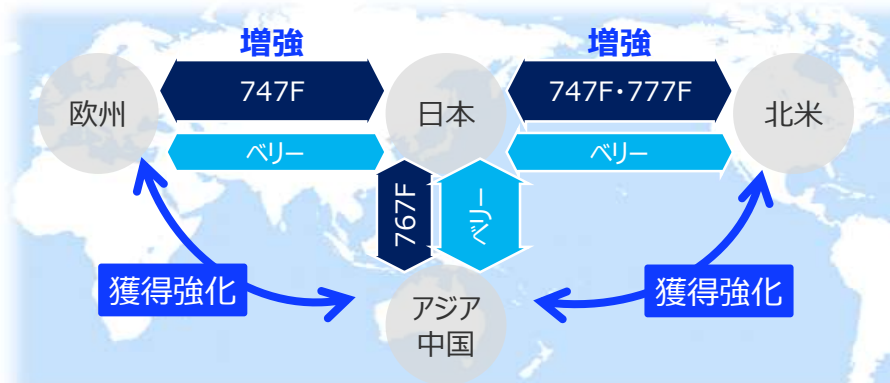 増強
増強
欧州
747F
日本
747F・777F
北米
ベリー
ベリー
767F
ベリー
獲得強化
獲得強化
アジア
中国